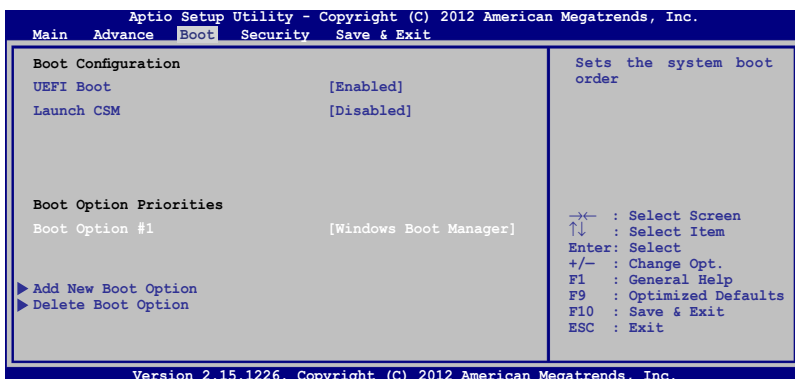 Aptio Setup Utility - Copyright (C) 2012 American Megatrends, Inc.
Main Advance Boot Security Save & Exit
Boot Configuration
UEFI Boot [Enabled]
Launch CSM [Disabled]
Boot Option Priorities
Boot Option #1 [Windows Boot Manager]
Add New Boot Option
Delete Boot Option
Sets the system boot
order
→← : Select Screen
↑↓ : Select Item
Enter: Select
+/— : Change Opt.
F1 : General Help
F9 : Optimized Defaults
F10 : Save & Exit
ESC : Exit
Version 2.15.1226. Copyright (C) 2012 American Megatrends, Inc.